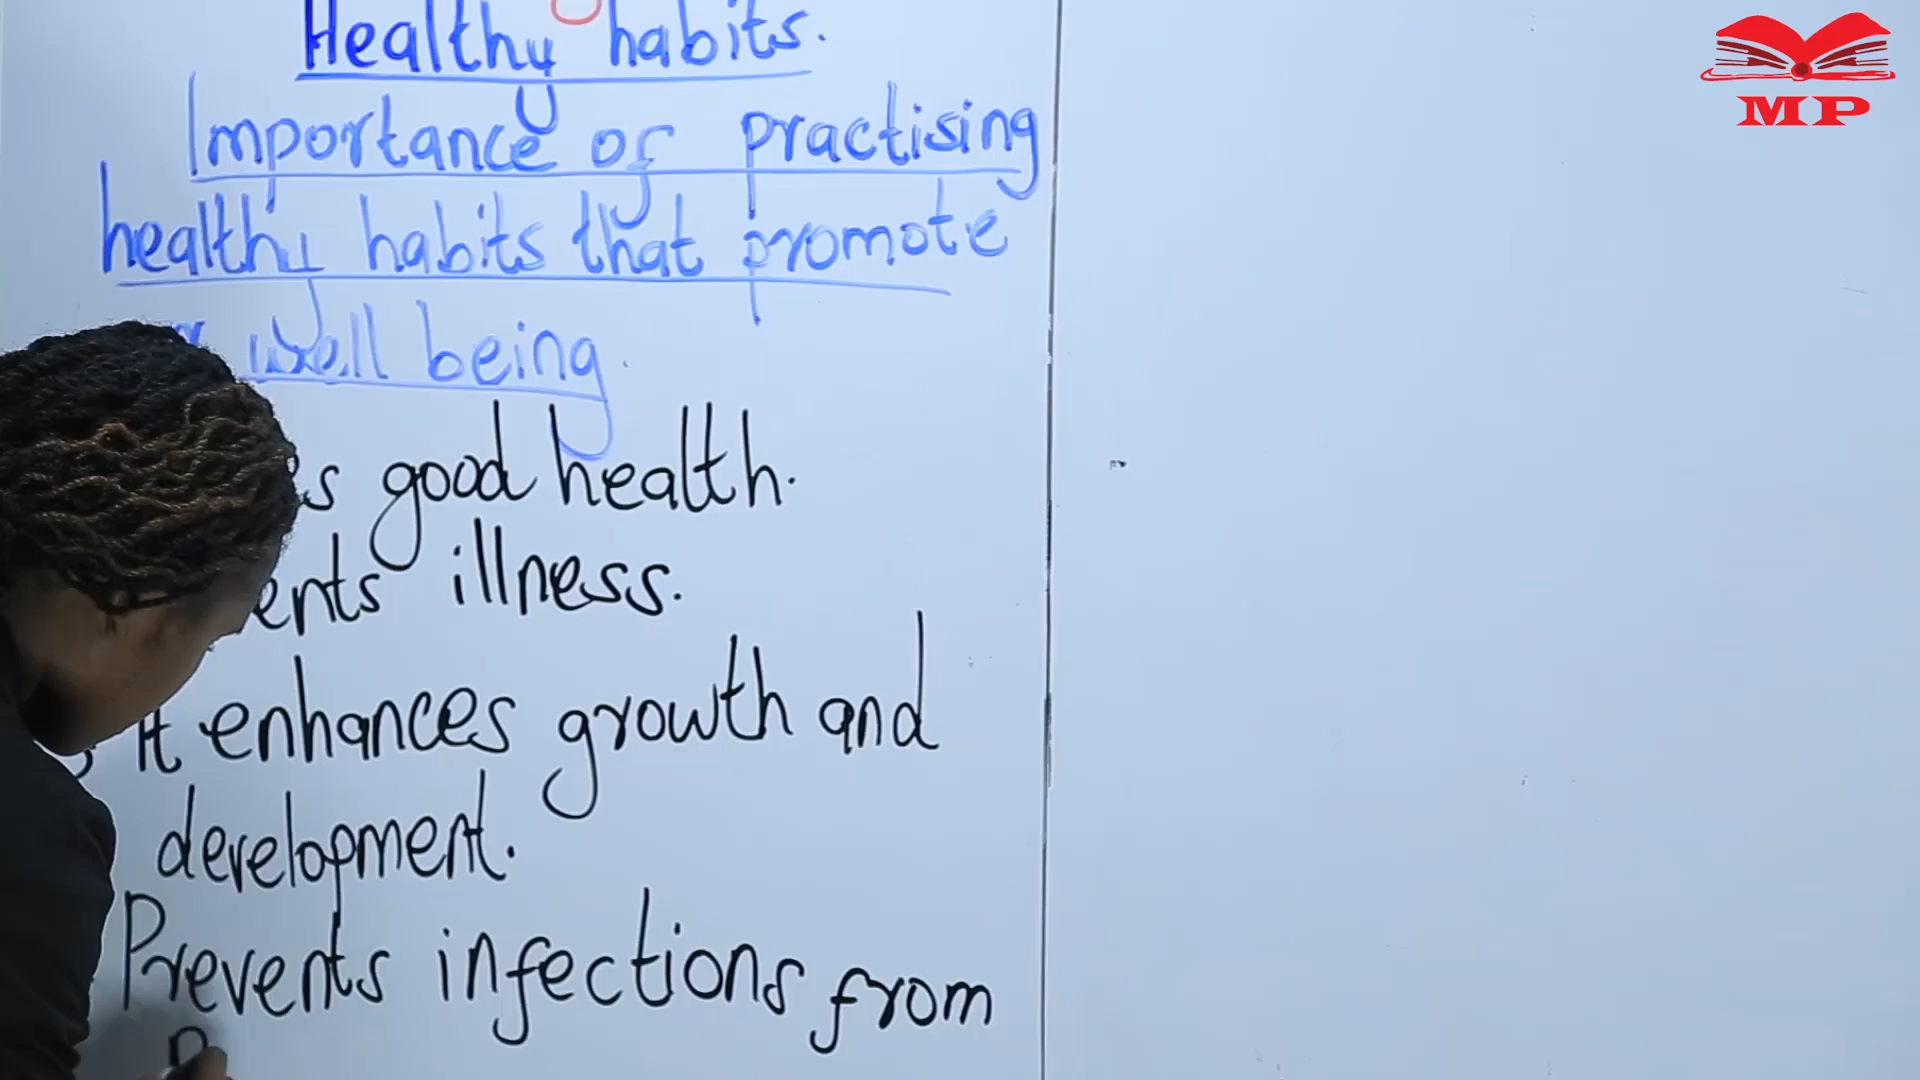 Healthy habits.
Importance of practising
healthy habits that promote
well being.
good health.
illness.
It enhances growth and
development.
Prevents infections from
MP